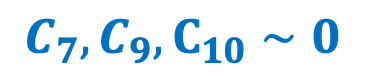 C₇, C₉, C₁₀ ~ 0